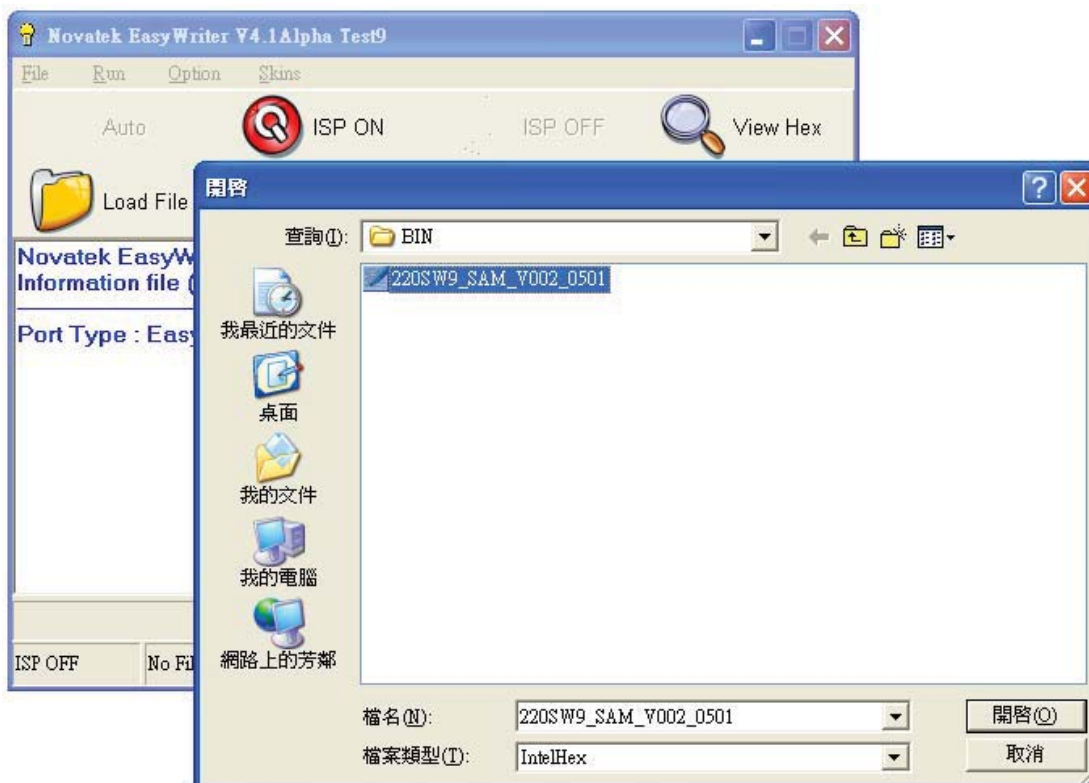 Novatek EasyWriter V4.1Alpha Test9
File Run Option Skins
Auto ISP ON ISP OFF View Hex
Load File
Novatek EasyW
Information file (
Port Type : Eas
ISP OFF No Fil
開啓
查詢(I): BIN
220SW9_SAM_V002_0501
我最近的文件
桌面
我的文件
我的電腦
網路上的芳鄰
檔名(N): 220SW9_SAM_V002_0501 開啓(O)
檔案類型(T): IntelHex 取消